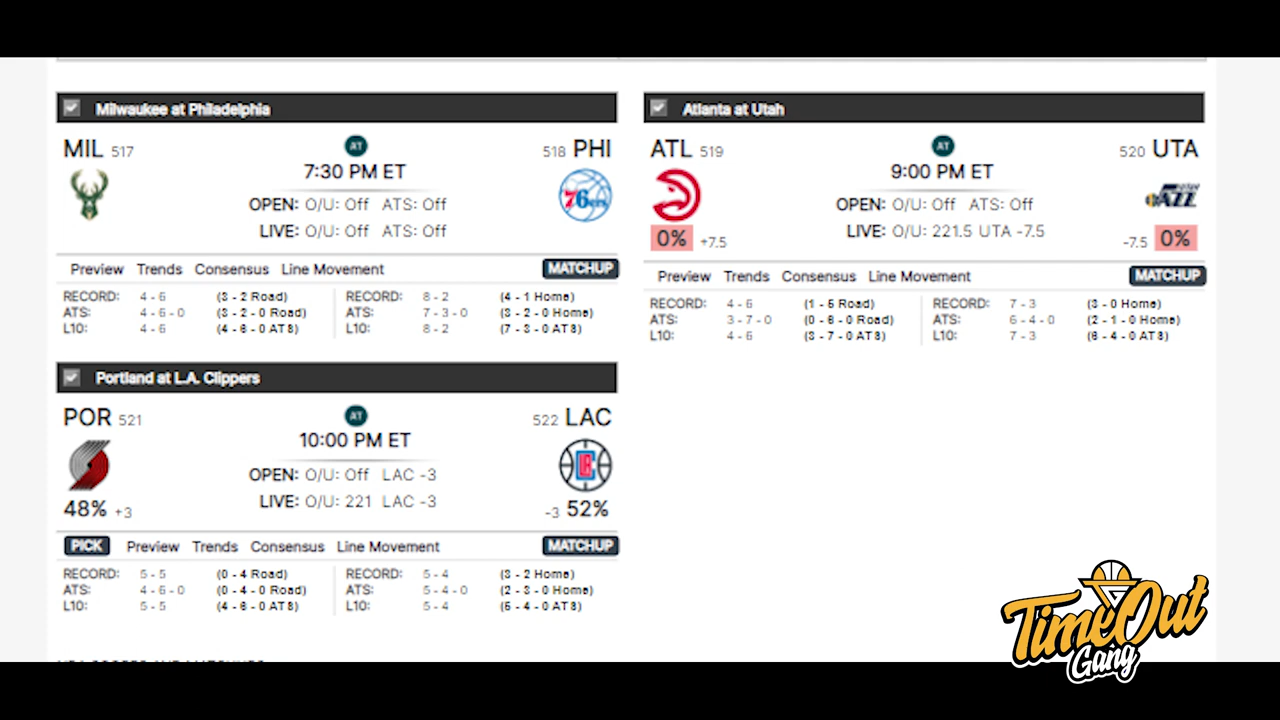 Milwaukee at Philadelphia
MIL 517
AT
518 PHI
7:30 PM ET
76ers
OPEN: O/U: Off ATS: Off
LIVE: O/U: Off ATS: Off
Preview Trends Consensus Line Movement MATCHUP
RECORD: 4 - 6 (3 - 2 Road) RECORD: 8 - 2 (4 - 1 Home)
ATS: 4 - 6 - 0 (3 - 2 - 0 Road) ATS: 7 - 3 - 0 (3 - 2 - 0 Home)
L10: 4 - 6 (4 - 6 - 0 ATS) L10: 8 - 2 (7 - 3 - 0 ATS)
Atlanta at Utah
ATL 519
AT
520 UTA
9:00 PM ET
JAZZ
OPEN: O/U: Off ATS: Off
LIVE: O/U: 221.5 UTA -7.5
0% +7.5
-7.5 0%
Preview Trends Consensus Line Movement MATCHUP
RECORD: 4 - 6 (1 - 5 Road) RECORD: 7 - 3 (3 - 0 Home)
ATS: 3 - 7 - 0 (0 - 6 - 0 Road) ATS: 6 - 4 - 0 (2 - 1 - 0 Home)
L10: 4 - 6 (3 - 7 - 0 ATS) L10: 7 - 3 (6 - 4 - 0 ATS)
Portland at L.A. Clippers
POR 521
AT
522 LAC
10:00 PM ET
OPEN: O/U: Off LAC -3
LIVE: O/U: 221 LAC -3
48% +3
-3 52%
PICK Preview Trends Consensus Line Movement MATCHUP
RECORD: 5 - 5 (0 - 4 Road) RECORD: 5 - 4 (3 - 2 Home)
ATS: 4 - 6 - 0 (0 - 4 - 0 Road) ATS: 5 - 4 - 0 (2 - 3 - 0 Home)
L10: 5 - 5 (4 - 6 - 0 ATS) L10: 5 - 4 (5 - 4 - 0 ATS)
TimeOut
Gang